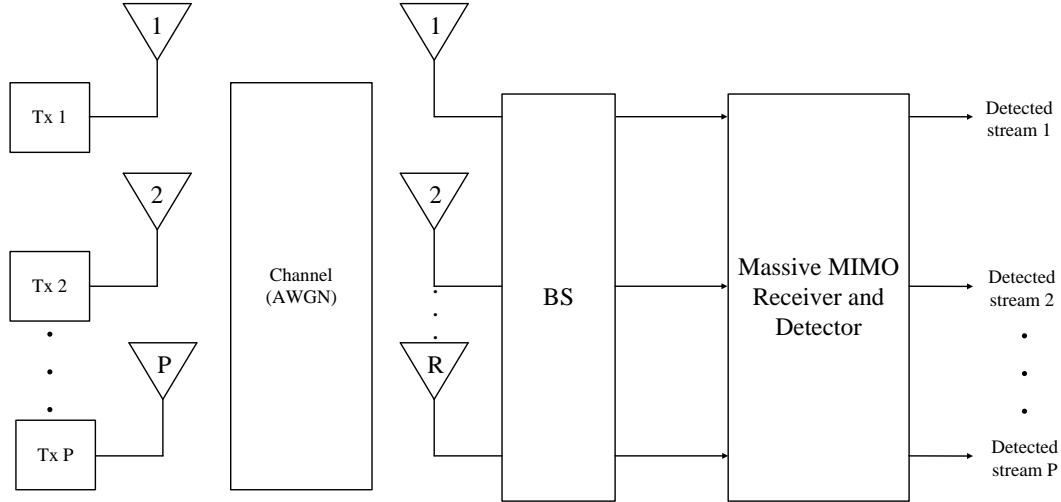 1
1
Tx 1
Detected
stream 1
2
2
Tx 2
Channel
(AWGN)
BS
Massive MIMO
Receiver and
Detector
Detected
stream 2
P
R
Tx P
Detected
stream P